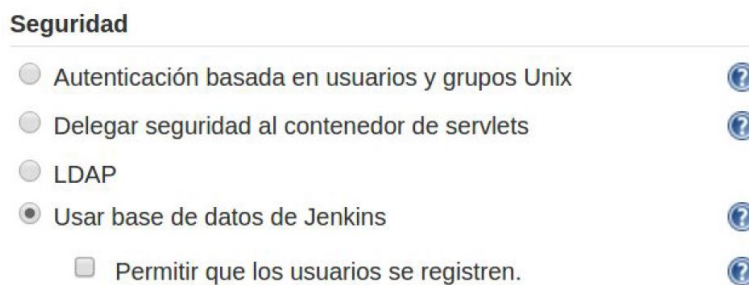 Seguridad
Autenticación basada en usuarios y grupos Unix
Delegar seguridad al contenedor de servlets
LDAP
Usar base de datos de Jenkins
Permitir que los usuarios se registren.